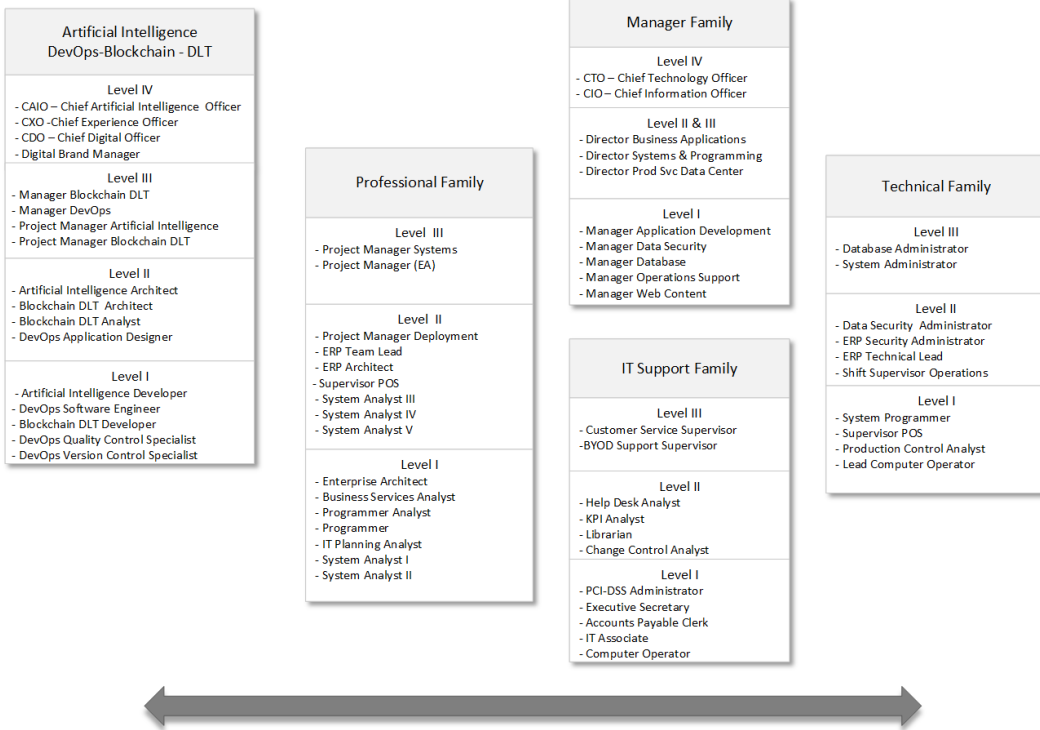 Artificial Intelligence
DevOps-Blockchain - DLT
Level IV
- CAIO – Chief Artificial Intelligence Officer
- CXO -Chief Experience Officer
- CDO – Chief Digital Officer
- Digital Brand Manager
Level III
- Manager Blockchain DLT
- Manager DevOps
- Project Manager Artificial Intelligence
- Project Manager Blockchain DLT
Level II
- Artificial Intelligence Architect
- Blockchain DLT Architect
- Blockchain DLT Analyst
- DevOps Application Designer
Level I
- Artificial Intelligence Developer
- DevOps Software Engineer
- Blockchain DLT Developer
- DevOps Quality Control Specialist
- DevOps Version Control Specialist
Professional Family
Level III
- Project Manager Systems
- Project Manager (EA)
Level II
- Project Manager Deployment
- ERP Team Lead
- ERP Architect
- Supervisor POS
- System Analyst III
- System Analyst IV
- System Analyst V
Level I
- Enterprise Architect
- Business Services Analyst
- Programmer Analyst
- Programmer
- IT Planning Analyst
- System Analyst I
- System Analyst II
Manager Family
Level IV
- CTO – Chief Technology Officer
- CIO – Chief Information Officer
Level II & III
- Director Business Applications
- Director Systems & Programming
- Director Prod Svc Data Center
Level I
- Manager Application Development
- Manager Data Security
- Manager Database
- Manager Operations Support
- Manager Web Content
IT Support Family
Level III
- Customer Service Supervisor
-BYOD Support Supervisor
Level II
- Help Desk Analyst
- KPI Analyst
- Librarian
- Change Control Analyst
Level I
- PCI-DSS Administrator
- Executive Secretary
- Accounts Payable Clerk
- IT Associate
- Computer Operator
Technical Family
Level III
- Database Administrator
- System Administrator
Level II
- Data Security Administrator
- ERP Security Administrator
- ERP Technical Lead
- Shift Supervisor Operations
Level I
- System Programmer
- Supervisor POS
- Production Control Analyst
- Lead Computer Operator